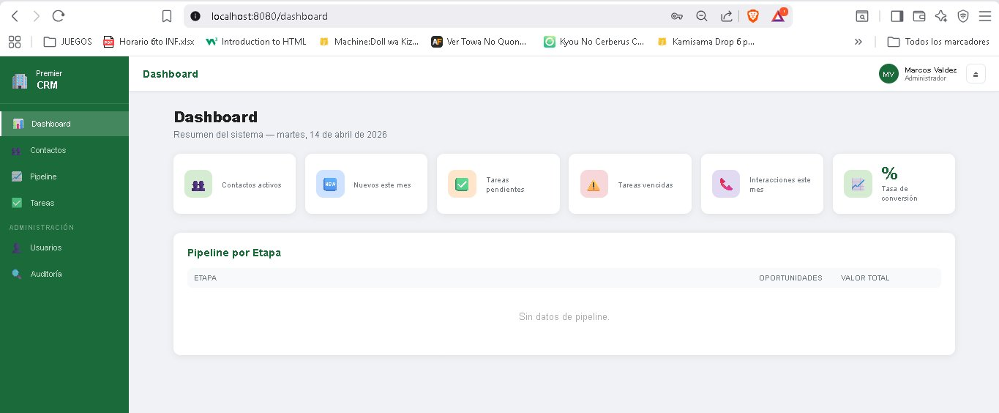 localhost:8080/dashboard
JUEGOS
Horario 6to INF.xlsx
Introduction to HTML
Machine:Doll wa Kiz...
Ver Towa No Quon...
Kyou No Cerberus C...
Kamisama Drop 6 p...
»
Todos los marcadores
Premier
CRM
Dashboard
MV
Marcos Valdez
Administrador
Dashboard
Contactos
Pipeline
Tareas
ADMINISTRACIÓN
Usuarios
Auditoría
Dashboard
Resumen del sistema — martes, 14 de abril de 2026
Contactos activos
NEW
Nuevos este mes
Tareas
pendientes
Tareas vencidas
Interacciones este
mes
%
Tasa de
conversión
Pipeline por Etapa
ETAPA
OPORTUNIDADES
VALOR TOTAL
Sin datos de pipeline.